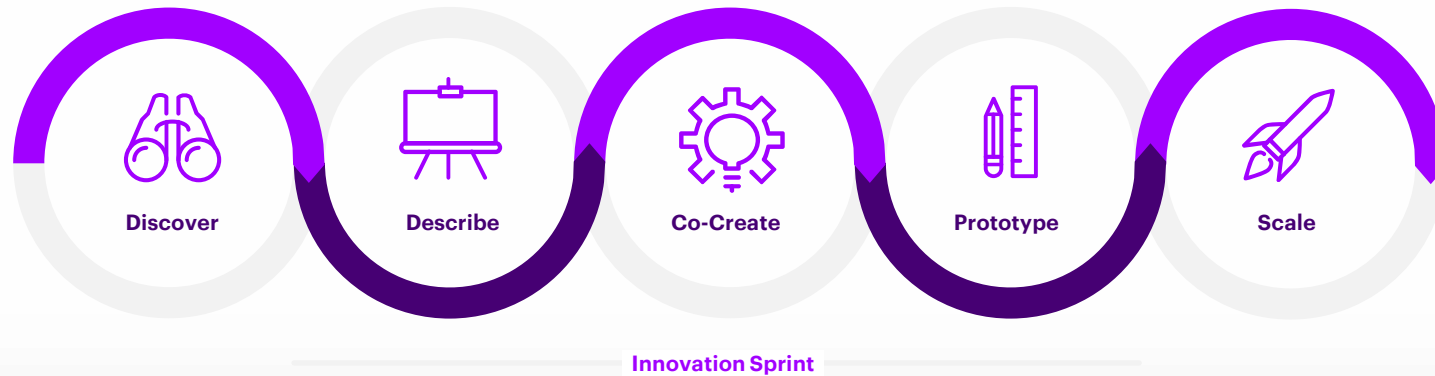 Discover
Describe
Co-Create
Prototype
Scale
Innovation Sprint